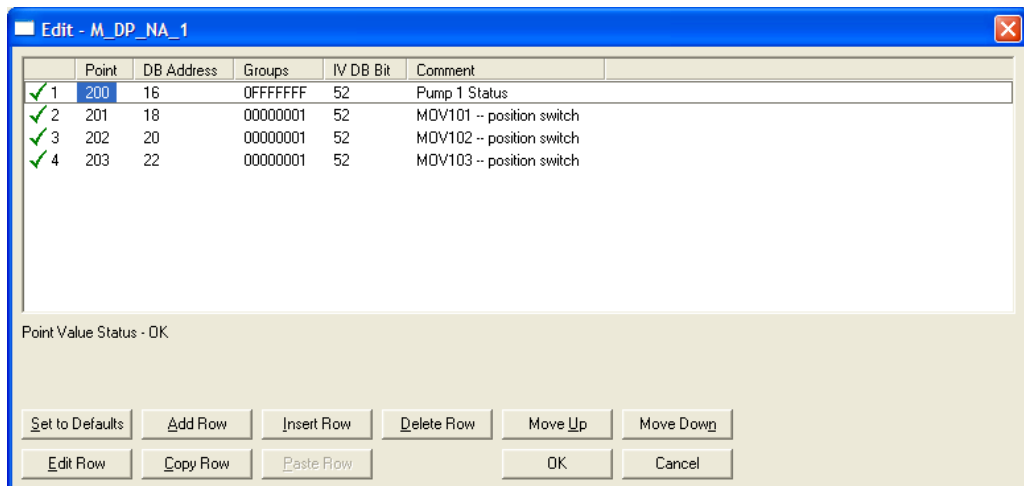 Edit - M_DP_NA_1
Point DB Address Groups IV DB Bit Comment
1 200 16 0FFFFFFF 52 Pump 1 Status
2 201 18 00000001 52 MOV101 -- position switch
3 202 20 00000001 52 MOV102 -- position switch
4 203 22 00000001 52 MOV103 -- position switch
Point Value Status - OK
Set to Defaults Add Row Insert Row Delete Row Move Up Move Down
Edit Row Copy Row Paste Row OK Cancel